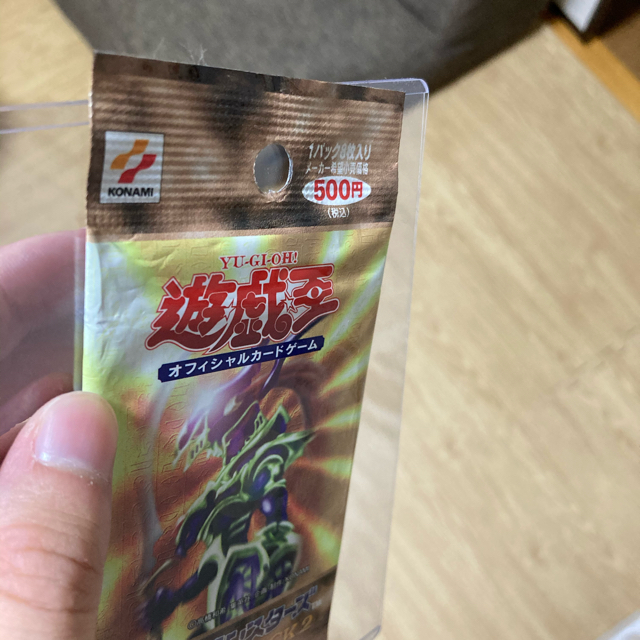 KONAMI
1パック8枚入り
メーカー希望小売価格
500円
(税込)
YU-GI-OH!
遊戯王
オフィシャルカードゲーム